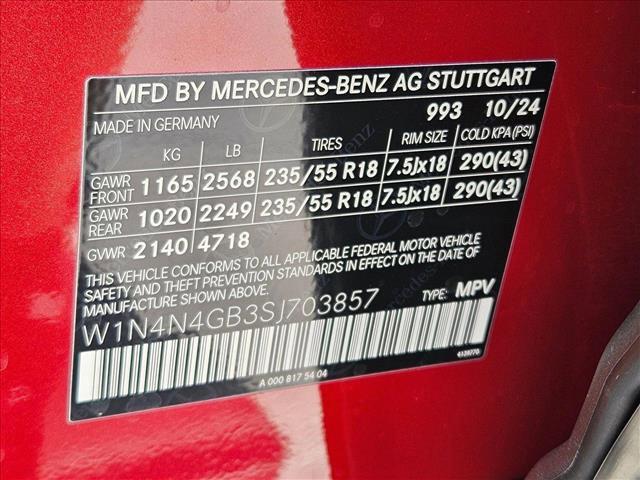 MFD BY MERCEDES-BENZ AG STUTTGART
993 10/24
MADE IN GERMANY
KG LB TIRES RIM SIZE COLD KPA(PSI)
GAWR FRONT 1165 2568 235/55 R18 7.5Jx18 290(43)
GAWR REAR 1020 2249 235/55 R18 7.5Jx18 290(43)
GVWR 2140 4718
THIS VEHICLE CONFORMS TO ALL APPLICABLE FEDERAL MOTOR VEHICLE
SAFETY AND THEFT PREVENTION STANDARDS IN EFFECT ON THE DATE OF
MANUFACTURE SHOWN ABOVE.
W1N4N4GB3SJ703857 TYPE: MPV
A 000 817 54 04